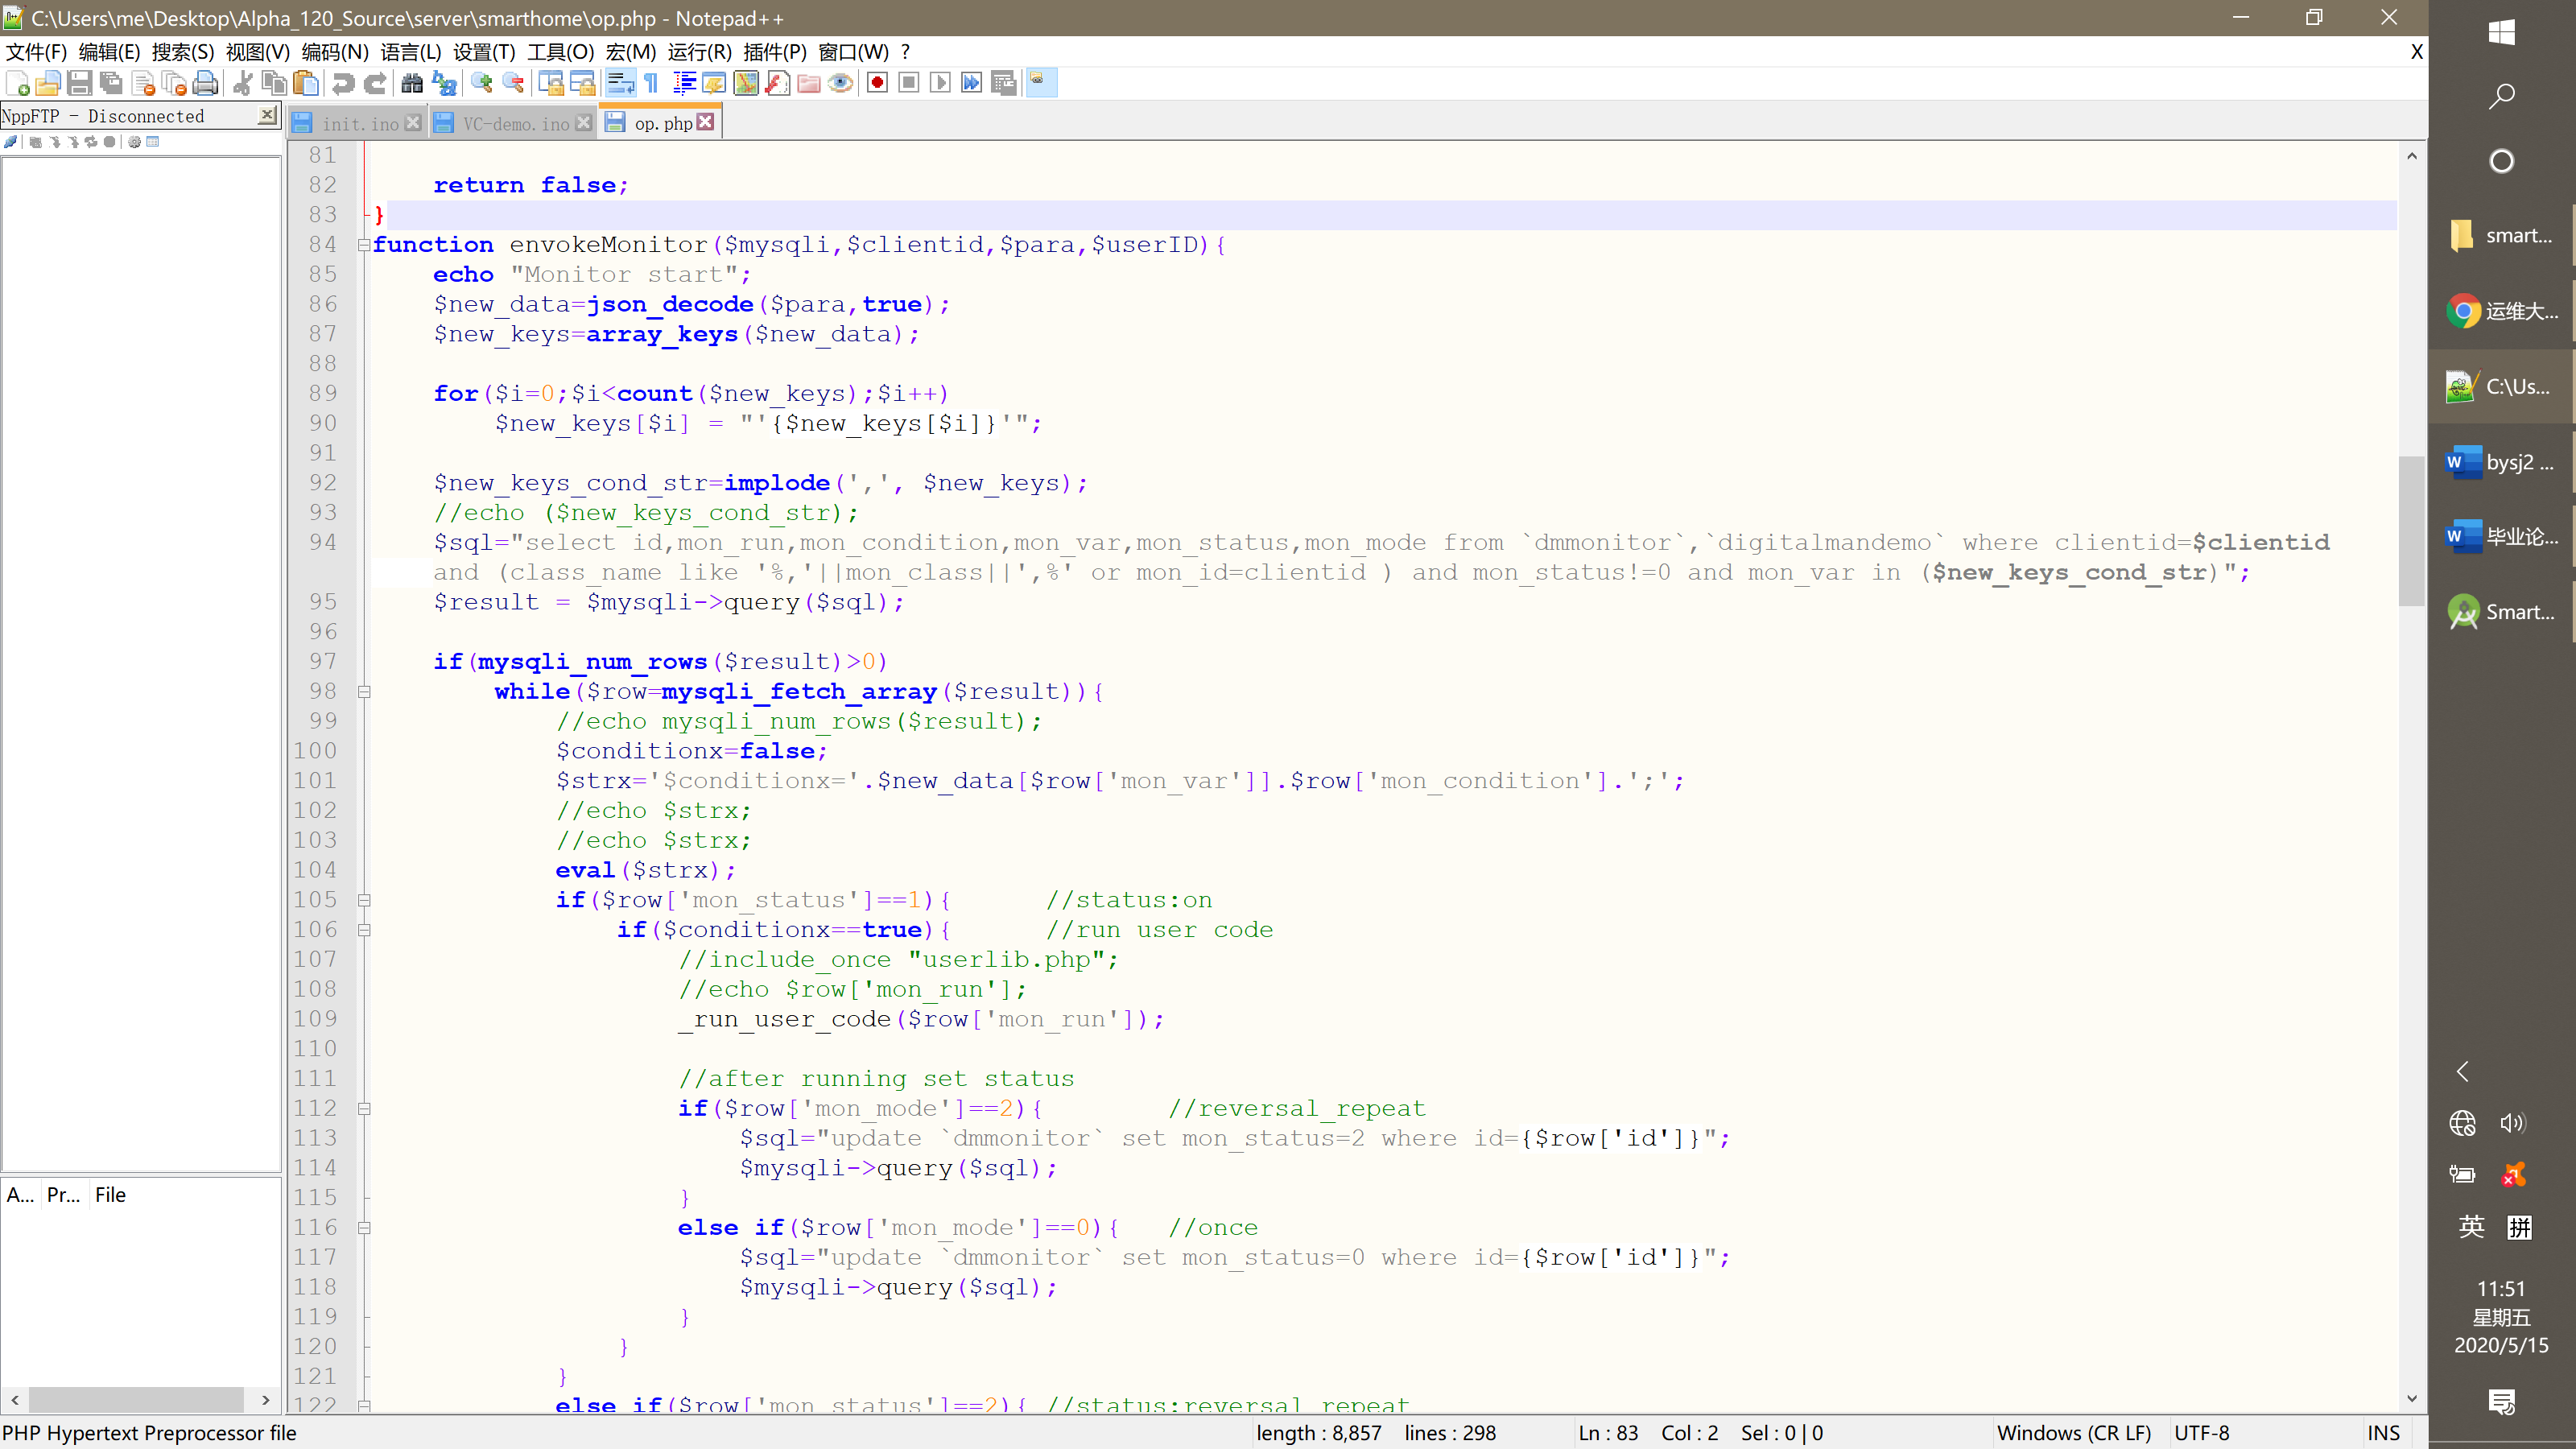 C:\Users\me\Desktop\Alpha_120_Source\server\smarthome\op.php - Notepad++
文件(F) 编辑(E) 搜索(S) 视图(V) 编码(N) 语言(L) 设置(T) 工具(O) 宏(M) 运行(R) 插件(P) 窗口(W) ? X
NppFTP - Disconnected
init.ino VC-demo.ino op.php
81
82 return false;
83 }
84 function envokeMonitor($mysqli,$clientid,$para,$userID){
85 echo "Monitor start";
86 $new_data=json_decode($para,true);
87 $new_keys=array_keys($new_data);
88
89 for($i=0;$i<count($new_keys);$i++)
90 $new_keys[$i] = "'{$new_keys[$i]}'";
91
92 $new_keys_cond_str=implode(',', $new_keys);
93 //echo ($new_keys_cond_str);
94 $sql="select id,mon_run,mon_condition,mon_var,mon_status,mon_mode from `dmmonitor`,`digitalmandemo` where clientid=$clientid
and (class_name like '%,'||mon_class||',%' or mon_id=clientid ) and mon_status!=0 and mon_var in ($new_keys_cond_str)";
95 $result = $mysqli->query($sql);
96
97 if(mysqli_num_rows($result)>0)
98 while($row=mysqli_fetch_array($result)){
99 //echo mysqli_num_rows($result);
100 $conditionx=false;
101 $strx='$conditionx='.$new_data[$row['mon_var']].$row['mon_condition'].';';
102 //echo $strx;
103 //echo $strx;
104 eval($strx);
105 if($row['mon_status']==1){ //status:on
106 if($conditionx==true){ //run user code
107 //include_once "userlib.php";
108 //echo $row['mon_run'];
109 _run_user_code($row['mon_run']);
110
111 //after running set status
112 if($row['mon_mode']==2){ //reversal_repeat
113 $sql="update `dmmonitor` set mon_status=2 where id={$row['id']}";
114 $mysqli->query($sql);
115 }
116 else if($row['mon_mode']==0){ //once
117 $sql="update `dmmonitor` set mon_status=0 where id={$row['id']}";
118 $mysqli->query($sql);
119 }
120 }
121 }
122 else if($row['mon_status']==2){ //status:reversal_repeat
A... Pr... File
PHP Hypertext Preprocessor file length : 8,857 lines : 298 Ln : 83 Col : 2 Sel : 0 | 0 Windows (CR LF) UTF-8 INS
smart...
运维大...
C:\Us...
bysj2 ...
毕业论...
Smart...
英 拼
11:51
星期五
2020/5/15